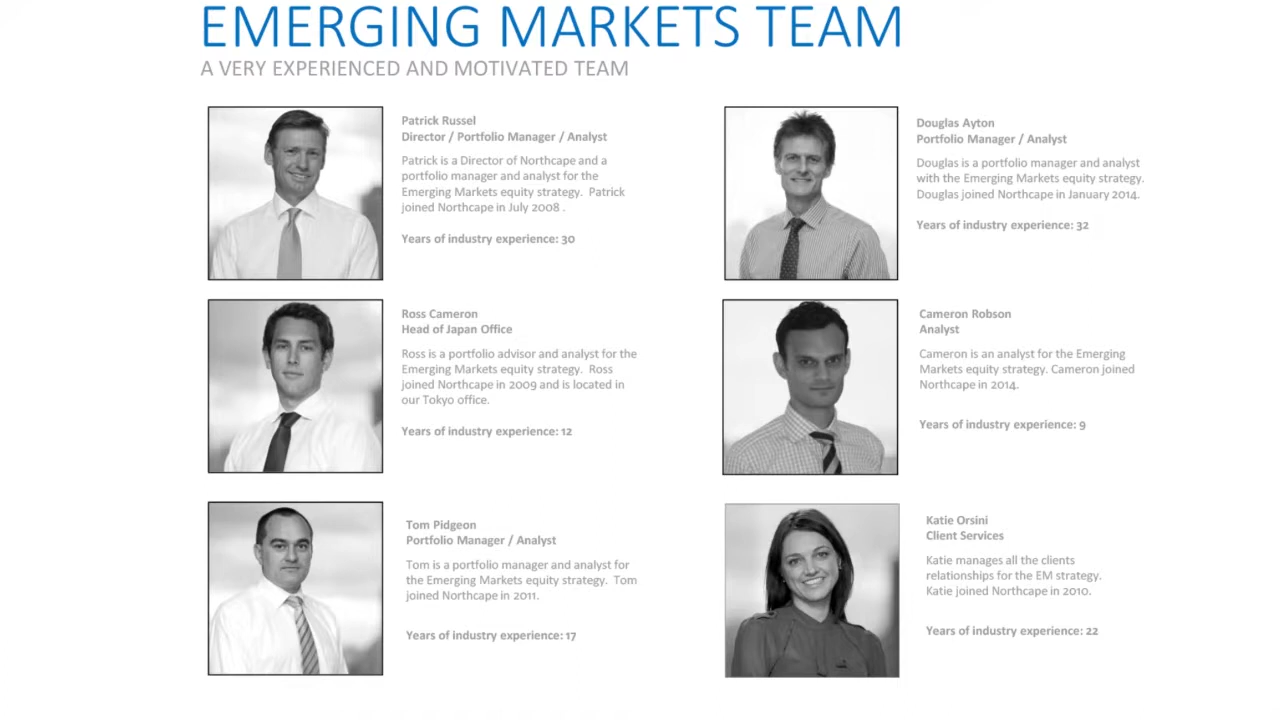 EMERGING MARKETS TEAM
A VERY EXPERIENCED AND MOTIVATED TEAM
Patrick Russel
Director / Portfolio Manager / Analyst
Patrick is a Director of Northcape and a
portfolio manager and analyst for the
Emerging Markets equity strategy.  Patrick
joined Northcape in July 2008 .
Years of industry experience: 30
Douglas Ayton
Portfolio Manager / Analyst
Douglas is a portfolio manager and analyst
with the Emerging Markets equity strategy.
Douglas joined Northcape in January 2014.
Years of industry experience: 32
Ross Cameron
Head of Japan Office
Ross is a portfolio advisor and analyst for the
Emerging Markets equity strategy.  Ross
joined Northcape in 2009 and is located in
our Tokyo office.
Years of industry experience: 12
Cameron Robson
Analyst
Cameron is an analyst for the Emerging
Markets equity strategy. Cameron joined
Northcape in 2014.
Years of industry experience: 9
Tom Pidgeon
Portfolio Manager / Analyst
Tom is a portfolio manager and analyst for
the Emerging Markets equity strategy.  Tom
joined Northcape in 2011.
Years of industry experience: 17
Katie Orsini
Client Services
Katie manages all the clients
relationships for the EM strategy.
Katie joined Northcape in 2010.
Years of industry experience: 22